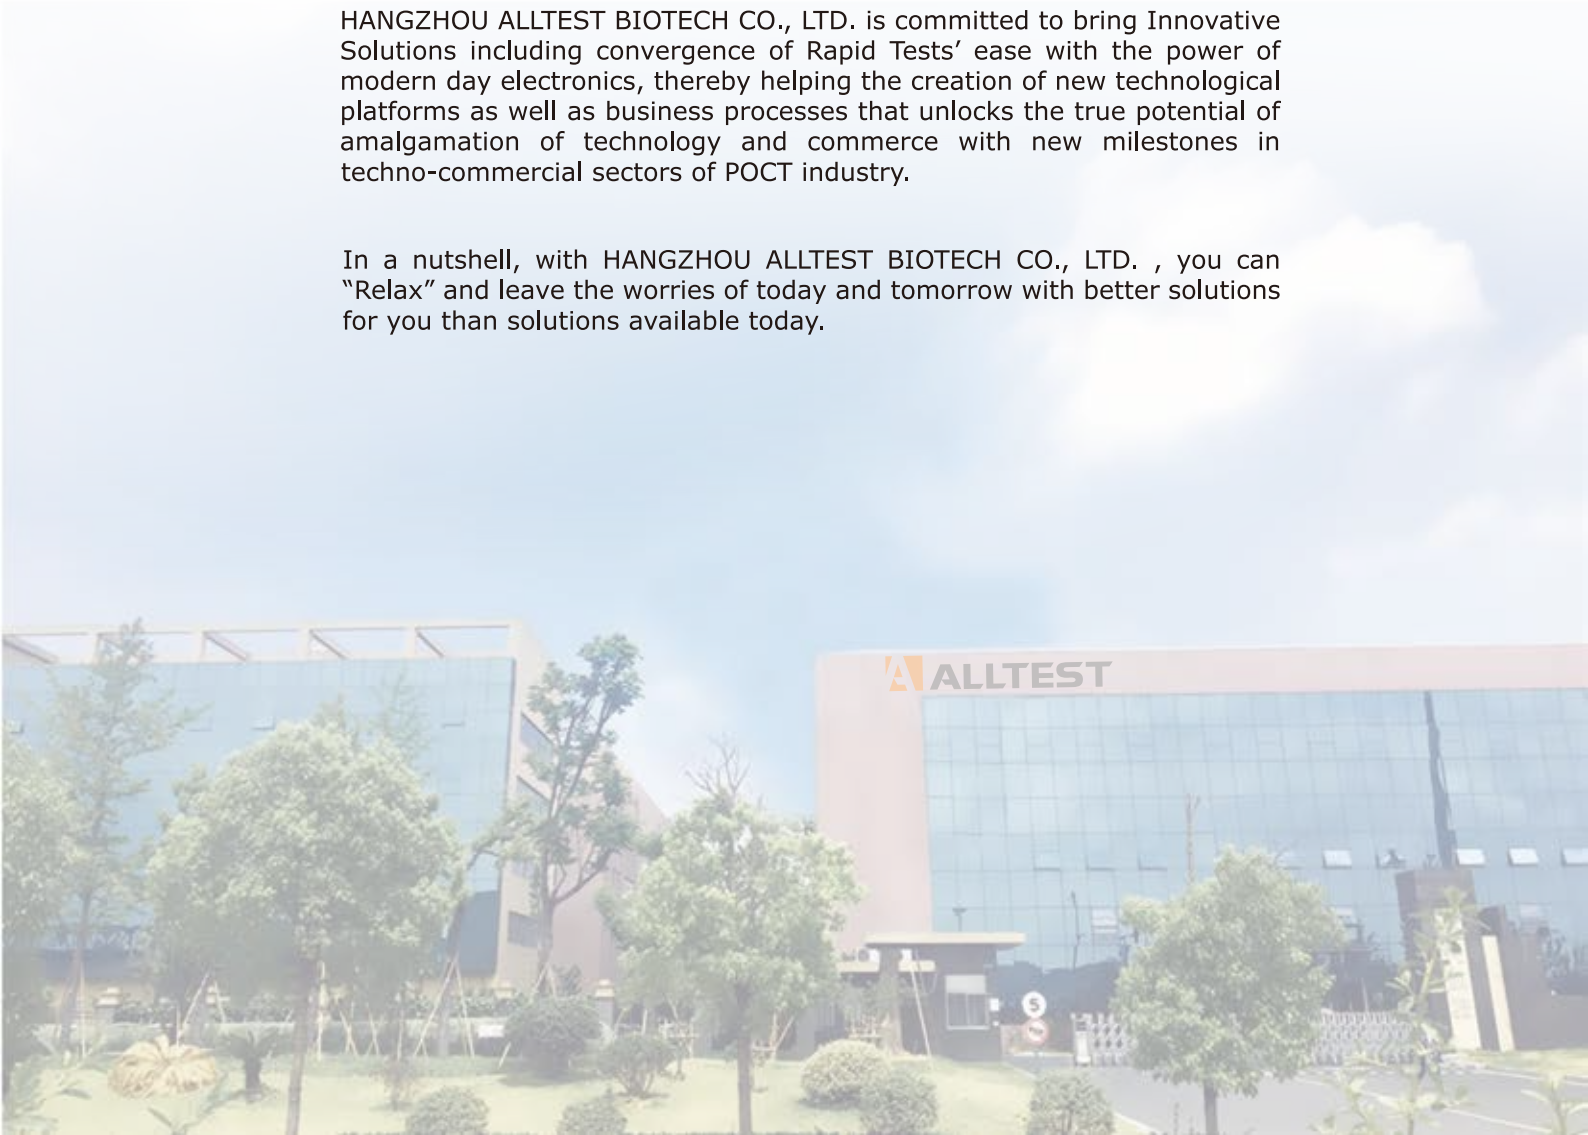 HANGZHOU ALLTEST BIOTECH CO., LTD. is committed to bring Innovative
Solutions including convergence of Rapid Tests’ ease with the power of
modern day electronics, thereby helping the creation of new technological
platforms as well as business processes that unlocks the true potential of
amalgamation of technology and commerce with new milestones in
techno-commercial sectors of POCT industry.
In a nutshell, with HANGZHOU ALLTEST BIOTECH CO., LTD. , you can
“Relax” and leave the worries of today and tomorrow with better solutions
for you than solutions available today.
ALLTEST
5